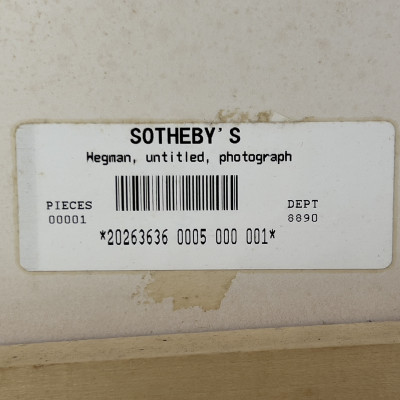 SOTHEBY'S
Wegman, untitled, photograph
PIECES DEPT
00001 8890
*20263636 0005 000 001*